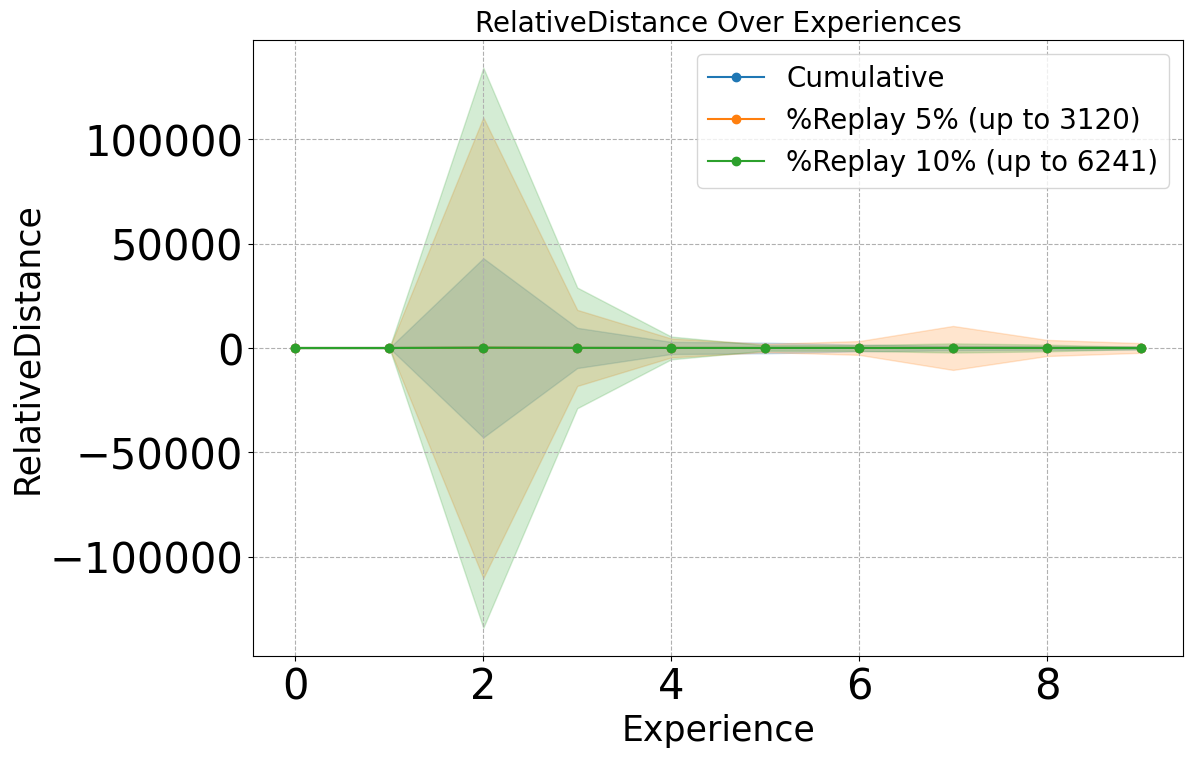 RelativeDistance Over Experiences
Cumulative
%Replay 5% (up to 3120)
%Replay 10% (up to 6241)
100000
50000
0
−50000
−100000
RelativeDistance
0 2 4 6 8
Experience